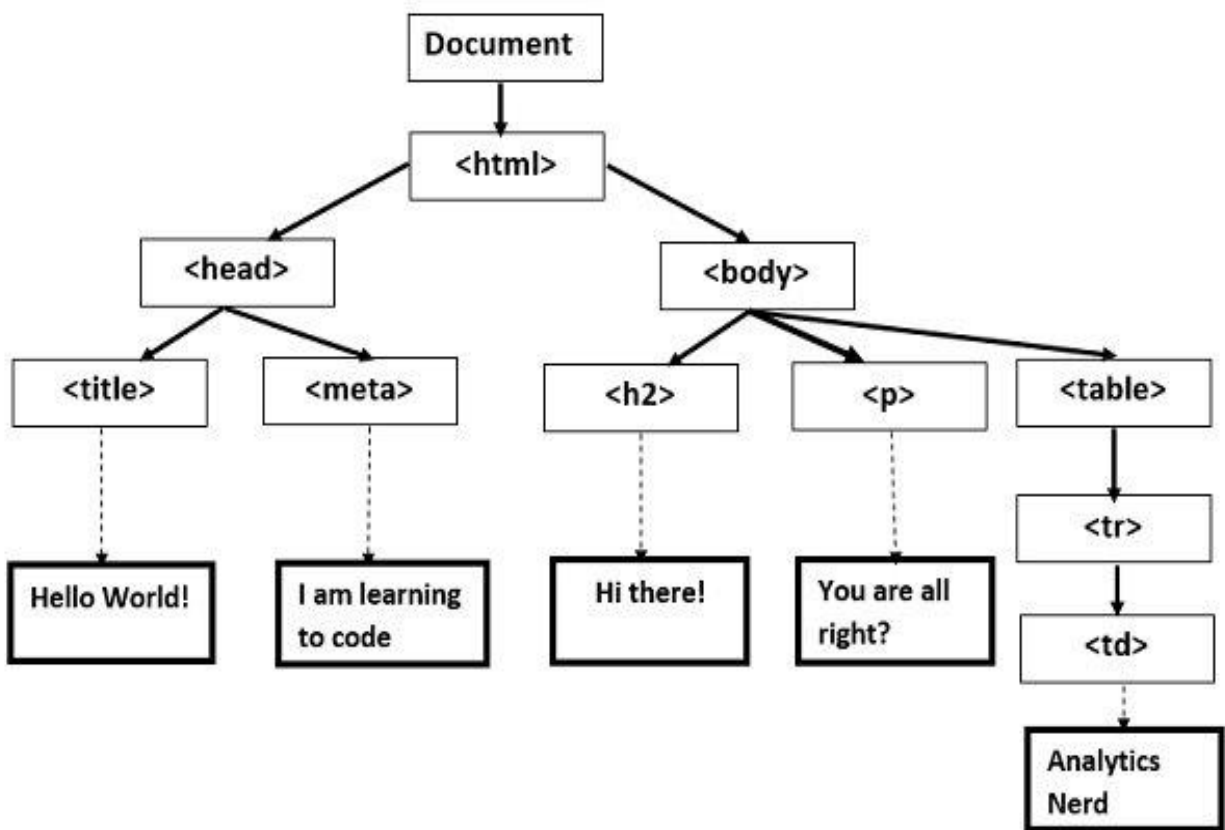 Document
<html>
<head>
<body>
<title>
<meta>
<h2>
<p>
<table>
<tr>
Hello World!
I am learning
to code
Hi there!
You are all
right?
<td>
Analytics
Nerd